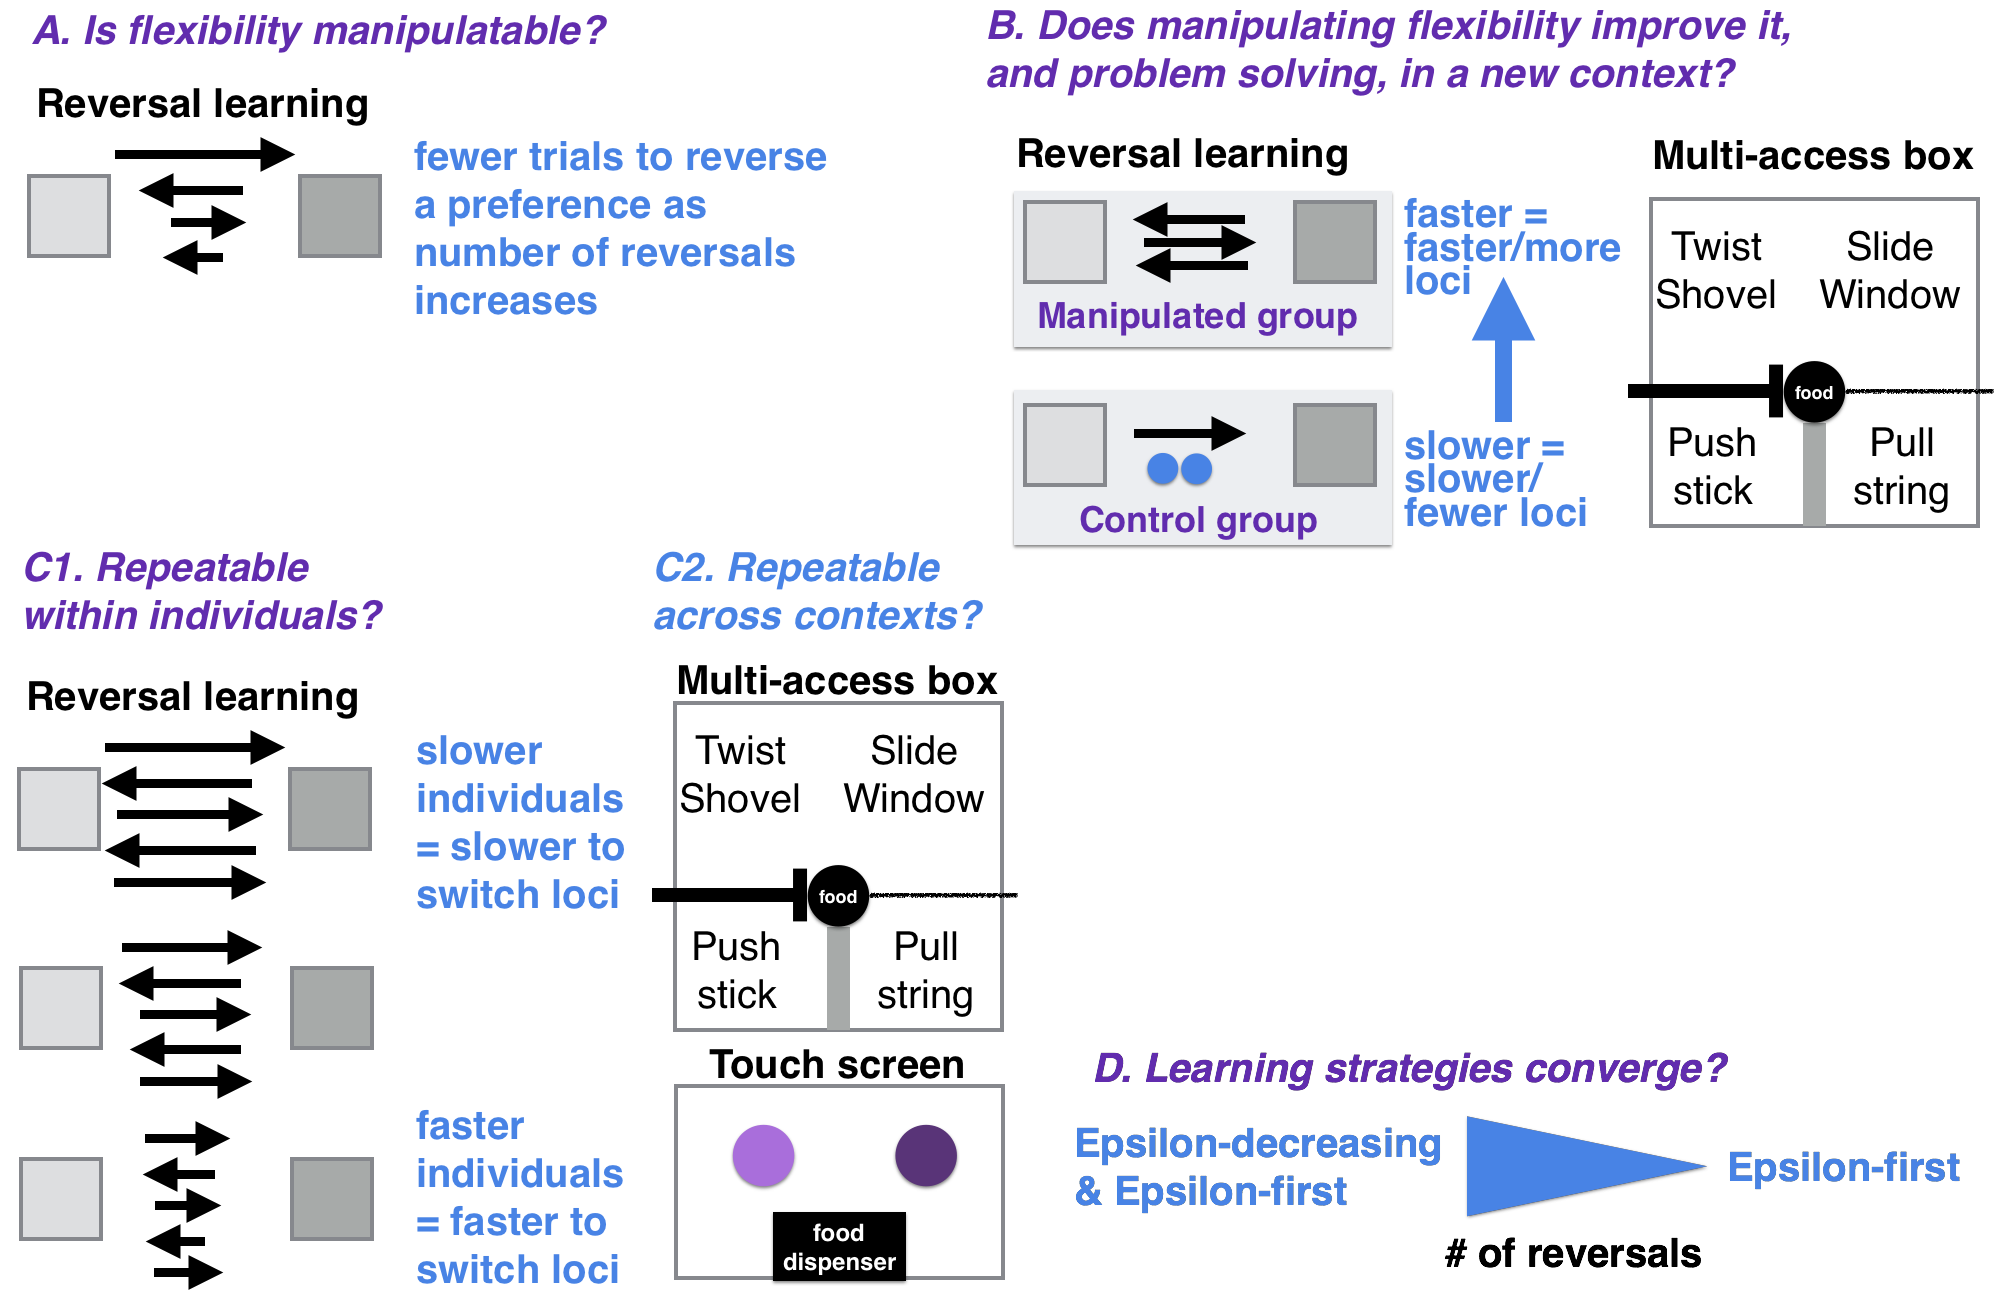 A. Is flexibility manipulatable?
Reversal learning
fewer trials to reverse
a preference as
number of reversals
increases
B. Does manipulating flexibility improve it,
and problem solving, in a new context?
Reversal learning
Manipulated group
Control group
faster =
faster/more
loci
slower =
slower/
fewer loci
Multi-access box
Twist Slide
Shovel Window
food
Push Pull
stick string
C1. Repeatable
within individuals?
Reversal learning
slower
individuals
= slower to
switch loci
faster
individuals
= faster to
switch loci
C2. Repeatable
across contexts?
Multi-access box
Twist Slide
Shovel Window
food
Push Pull
stick string
Touch screen
food
dispenser
D. Learning strategies converge?
Epsilon-decreasing
& Epsilon-first
Epsilon-first
# of reversals